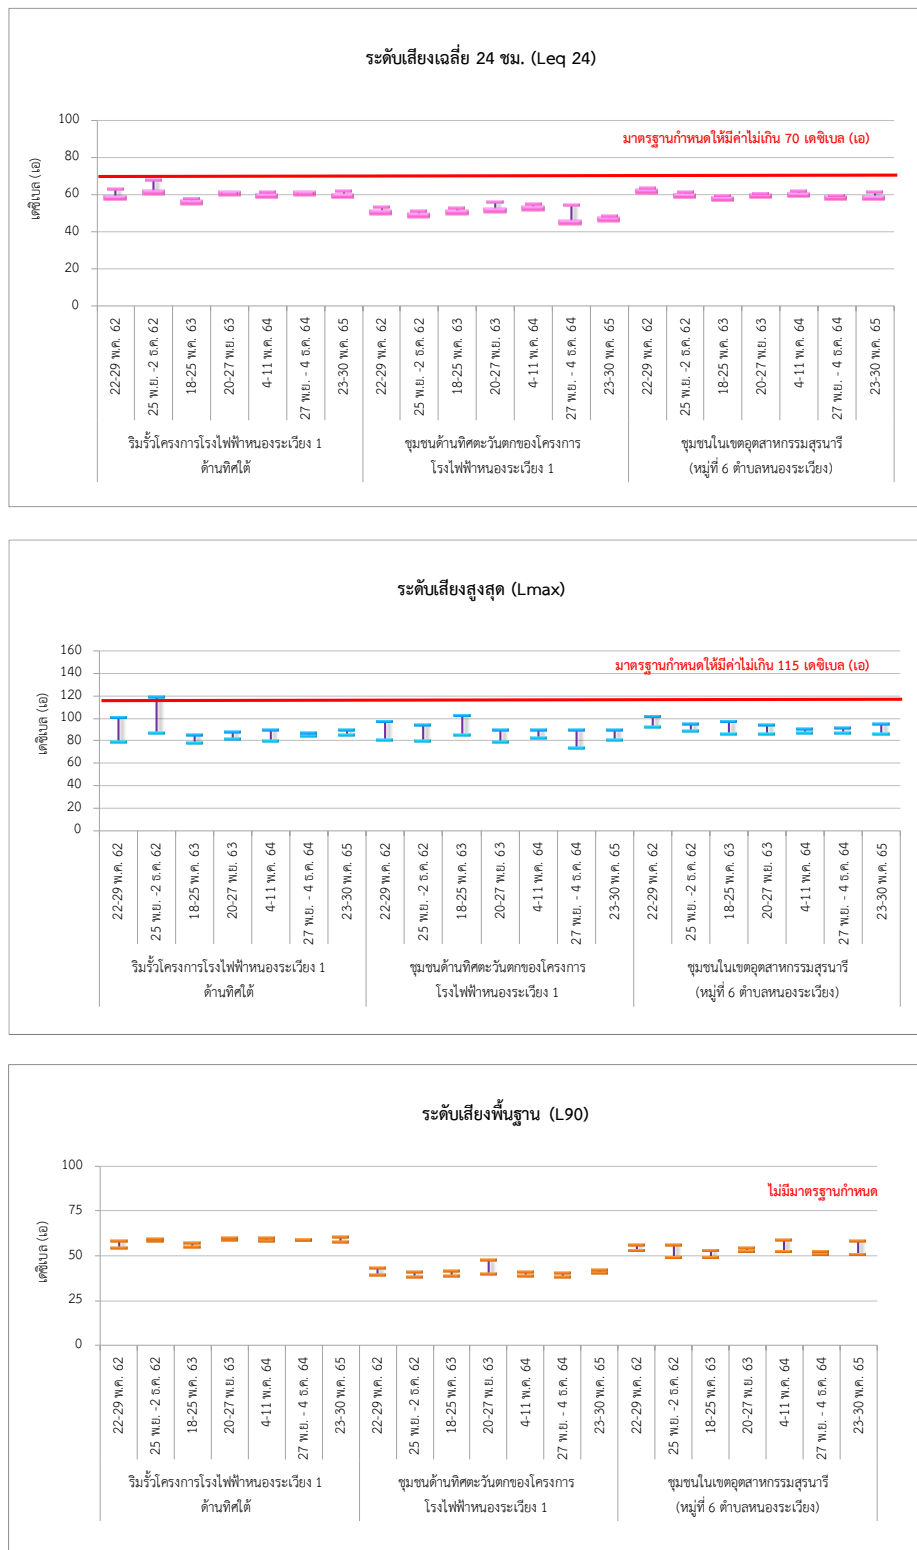 ระดับเสียงเฉลี่ย 24 ชม. (Leq 24)
มาตรฐานกำหนดให้มีค่าไม่เกิน 70 เดซิเบล (เอ)
เดซิเบล (เอ)
100
80
60
40
20
0
22-29 พ.ค. 62
25 พ.ย. -2 ธ.ค. 62
18-25 พ.ค. 63
20-27 พ.ย. 63
4-11 พ.ค. 64
27 พ.ย. - 4 ธ.ค. 64
23-30 พ.ค. 65
22-29 พ.ค. 62
25 พ.ย. -2 ธ.ค. 62
18-25 พ.ค. 63
20-27 พ.ย. 63
4-11 พ.ค. 64
27 พ.ย. - 4 ธ.ค. 64
23-30 พ.ค. 65
22-29 พ.ค. 62
25 พ.ย. -2 ธ.ค. 62
18-25 พ.ค. 63
20-27 พ.ย. 63
4-11 พ.ค. 64
27 พ.ย. - 4 ธ.ค. 64
23-30 พ.ค. 65
ริมรั้วโครงการโรงไฟฟ้าหนองระเวียง 1
ด้านทิศใต้
ชุมชนด้านทิศตะวันตกของโครงการ
โรงไฟฟ้าหนองระเวียง 1
ชุมชนในเขตอุตสาหกรรมสุรนารี
(หมู่ที่ 6 ตำบลหนองระเวียง)
ระดับเสียงสูงสุด (Lmax)
มาตรฐานกำหนดให้มีค่าไม่เกิน 115 เดซิเบล (เอ)
เดซิเบล (เอ)
160
140
120
100
80
60
40
20
0
22-29 พ.ค. 62
25 พ.ย. -2 ธ.ค. 62
18-25 พ.ค. 63
20-27 พ.ย. 63
4-11 พ.ค. 64
27 พ.ย. - 4 ธ.ค. 64
23-30 พ.ค. 65
22-29 พ.ค. 62
25 พ.ย. -2 ธ.ค. 62
18-25 พ.ค. 63
20-27 พ.ย. 63
4-11 พ.ค. 64
27 พ.ย. - 4 ธ.ค. 64
23-30 พ.ค. 65
22-29 พ.ค. 62
25 พ.ย. -2 ธ.ค. 62
18-25 พ.ค. 63
20-27 พ.ย. 63
4-11 พ.ค. 64
27 พ.ย. - 4 ธ.ค. 64
23-30 พ.ค. 65
ริมรั้วโครงการโรงไฟฟ้าหนองระเวียง 1
ด้านทิศใต้
ชุมชนด้านทิศตะวันตกของโครงการ
โรงไฟฟ้าหนองระเวียง 1
ชุมชนในเขตอุตสาหกรรมสุรนารี
(หมู่ที่ 6 ตำบลหนองระเวียง)
ระดับเสียงพื้นฐาน (L90)
ไม่มีมาตรฐานกำหนด
เดซิเบล (เอ)
100
75
50
25
0
22-29 พ.ค. 62
25 พ.ย. -2 ธ.ค. 62
18-25 พ.ค. 63
20-27 พ.ย. 63
4-11 พ.ค. 64
27 พ.ย. - 4 ธ.ค. 64
23-30 พ.ค. 65
22-29 พ.ค. 62
25 พ.ย. -2 ธ.ค. 62
18-25 พ.ค. 63
20-27 พ.ย. 63
4-11 พ.ค. 64
27 พ.ย. - 4 ธ.ค. 64
23-30 พ.ค. 65
22-29 พ.ค. 62
25 พ.ย. -2 ธ.ค. 62
18-25 พ.ค. 63
20-27 พ.ย. 63
4-11 พ.ค. 64
27 พ.ย. - 4 ธ.ค. 64
23-30 พ.ค. 65
ริมรั้วโครงการโรงไฟฟ้าหนองระเวียง 1
ด้านทิศใต้
ชุมชนด้านทิศตะวันตกของโครงการ
โรงไฟฟ้าหนองระเวียง 1
ชุมชนในเขตอุตสาหกรรมสุรนารี
(หมู่ที่ 6 ตำบลหนองระเวียง)